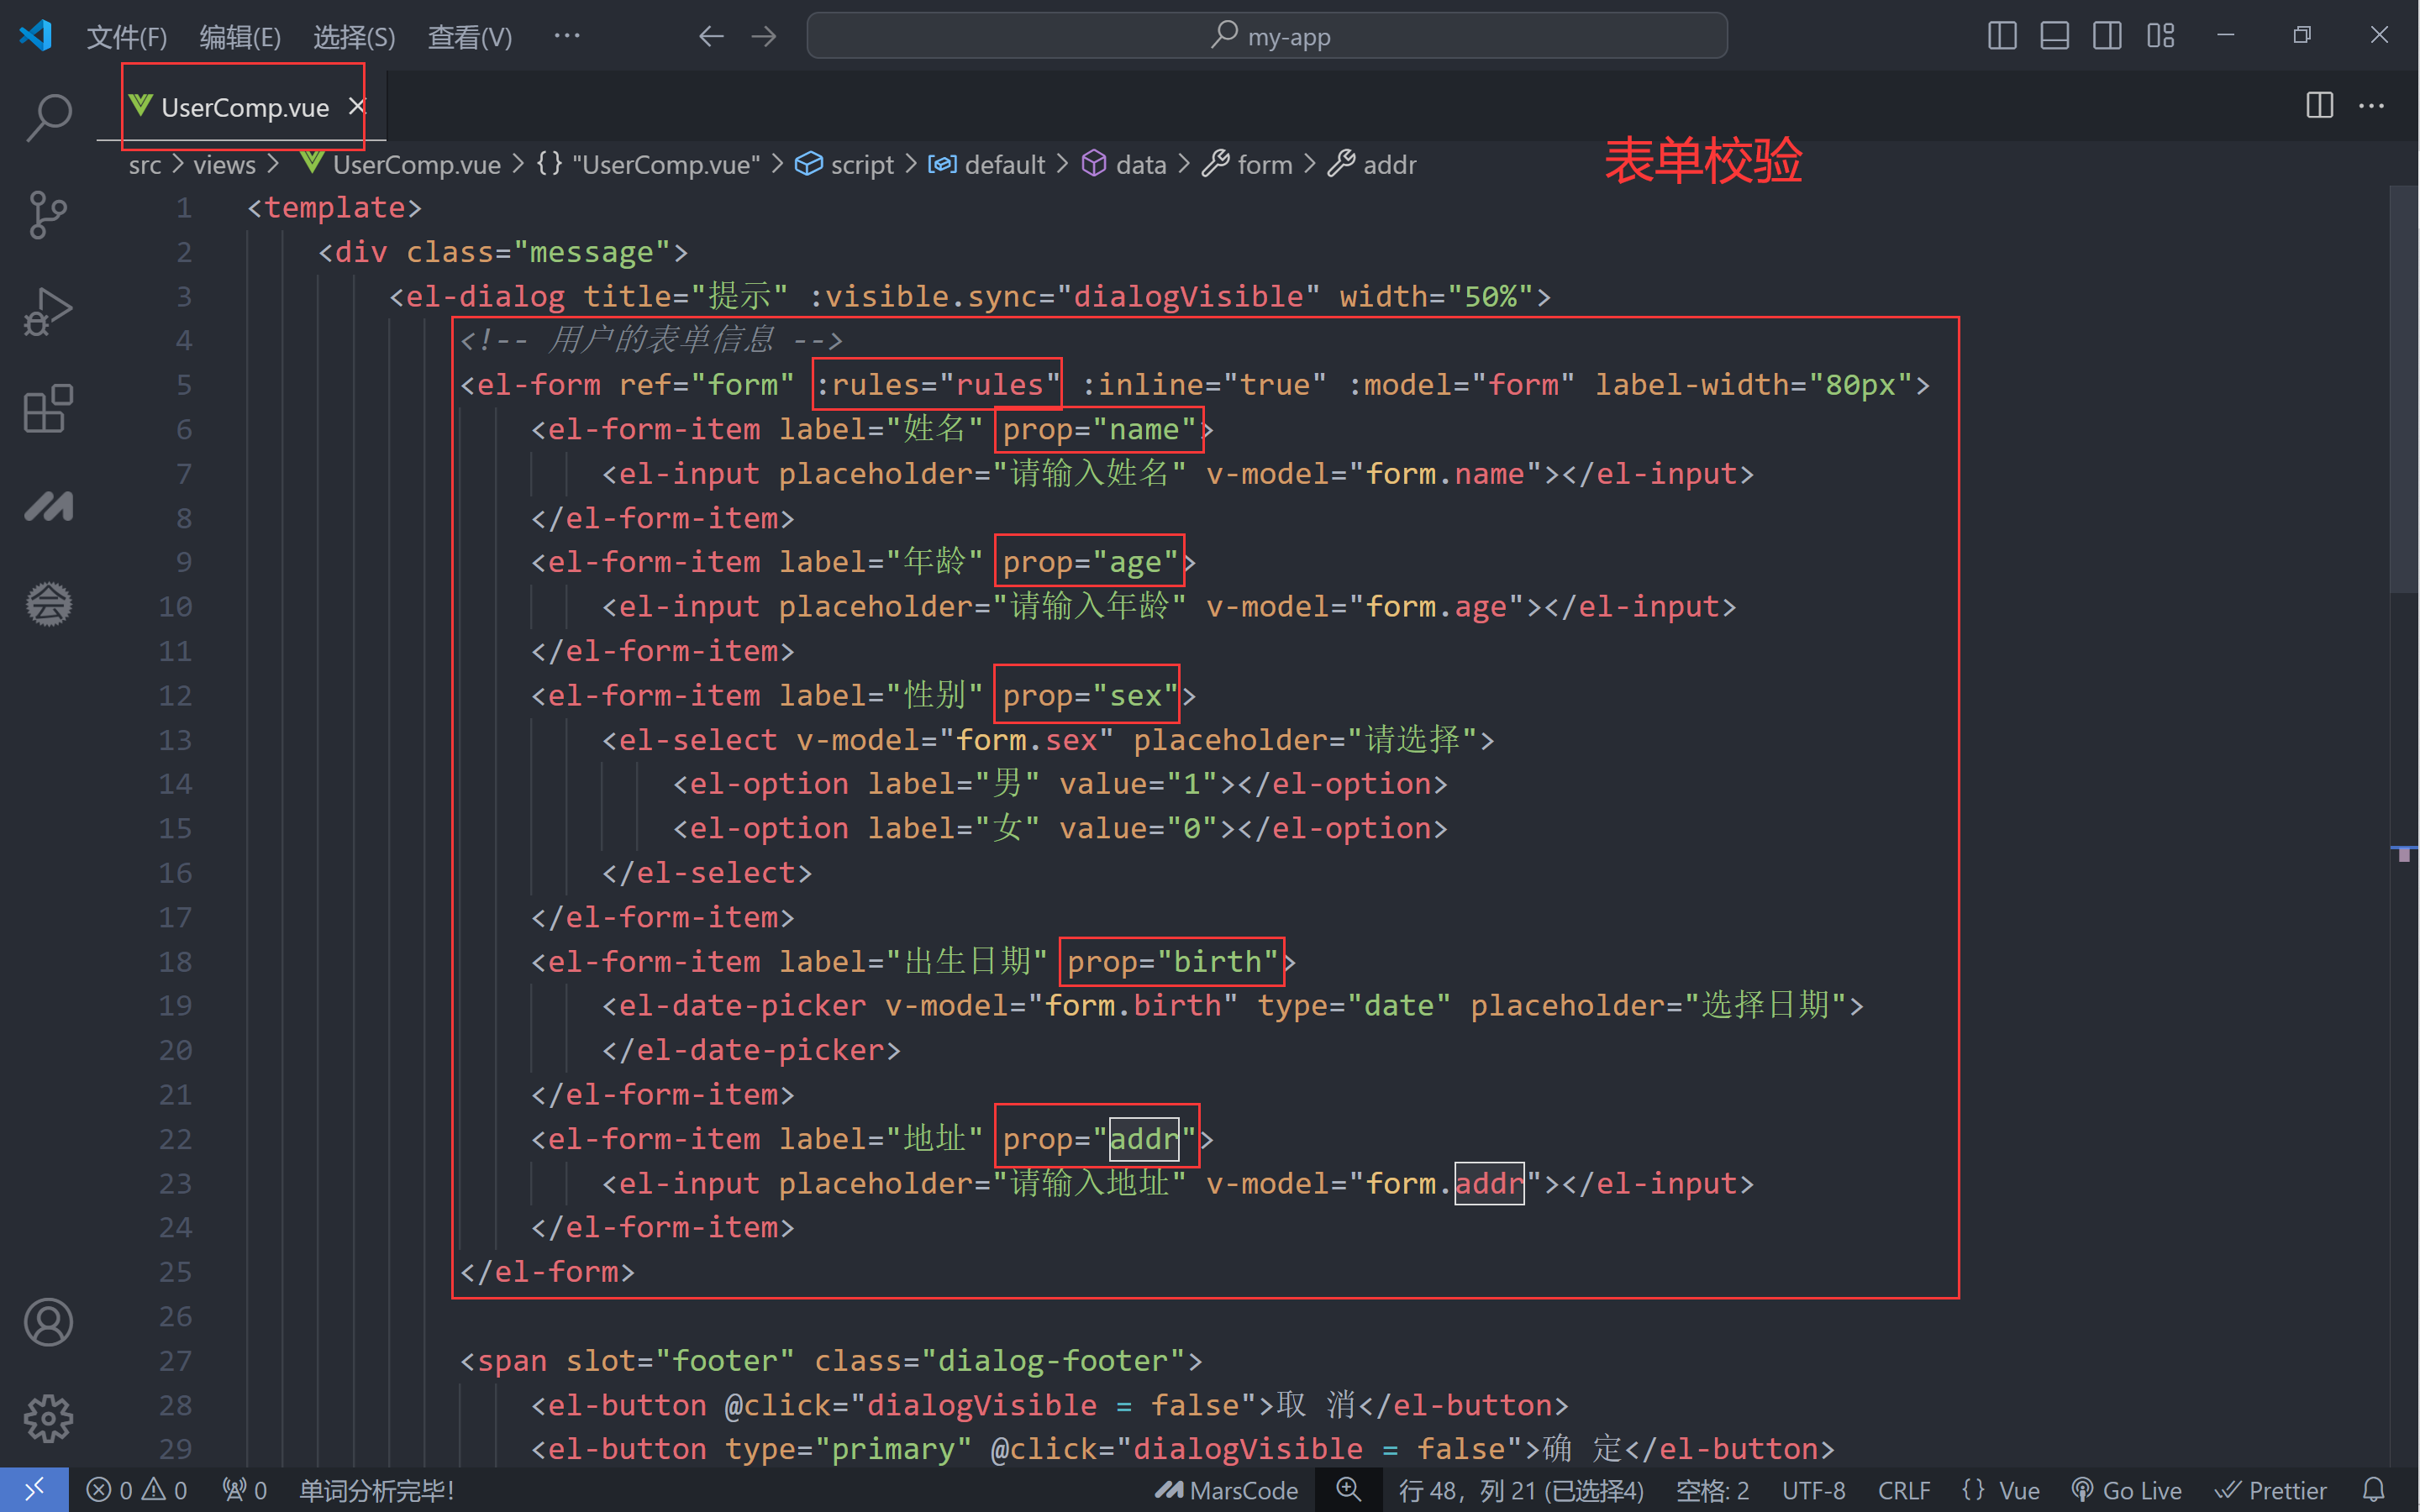 文件(F) 编辑(E) 选择(S) 查看(V) ··· my-app
UserComp.vue
src > views > UserComp.vue > {} "UserComp.vue" > script > default > data > form > addr
表单校验
1 <template>
2 <div class="message">
3 <el-dialog title="提示" :visible.sync="dialogVisible" width="50%">
4 <!-- 用户的表单信息 -->
5 <el-form ref="form" :rules="rules" :inline="true" :model="form" label-width="80px">
6 <el-form-item label="姓名" prop="name">
7 <el-input placeholder="请输入姓名" v-model="form.name"></el-input>
8 </el-form-item>
9 <el-form-item label="年龄" prop="age">
10 <el-input placeholder="请输入年龄" v-model="form.age"></el-input>
11 </el-form-item>
12 <el-form-item label="性别" prop="sex">
13 <el-select v-model="form.sex" placeholder="请选择">
14 <el-option label="男" value="1"></el-option>
15 <el-option label="女" value="0"></el-option>
16 </el-select>
17 </el-form-item>
18 <el-form-item label="出生日期" prop="birth">
19 <el-date-picker v-model="form.birth" type="date" placeholder="选择日期">
20 </el-date-picker>
21 </el-form-item>
22 <el-form-item label="地址" prop="addr">
23 <el-input placeholder="请输入地址" v-model="form.addr"></el-input>
24 </el-form-item>
25 </el-form>
26
27 <span slot="footer" class="dialog-footer">
28 <el-button @click="dialogVisible = false">取 消</el-button>
29 <el-button type="primary" @click="dialogVisible = false">确 定</el-button>
0 0 0 单词分析完毕! MarsCode 行 48，列 21 (已选择4) 空格: 2 UTF-8 CRLF {} Vue Go Live Prettier